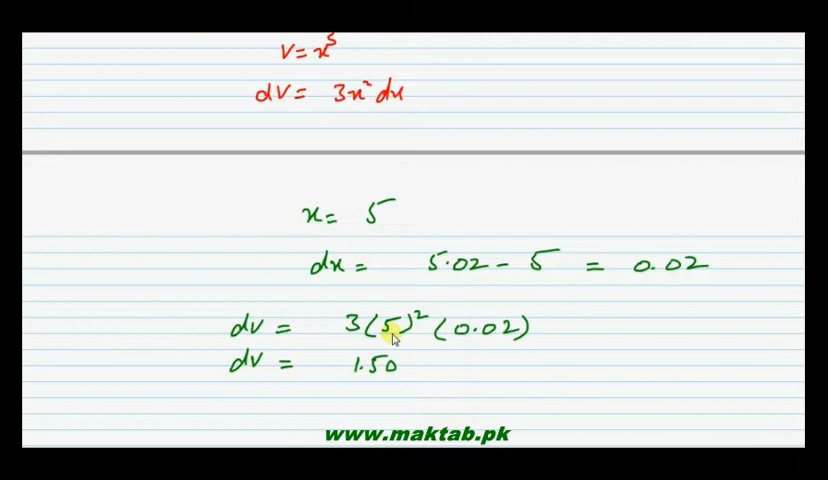 V = x³
dV = 3x² dx
x = 5
dx = 5.02 - 5 = 0.02
dv = 3(5)² (0.02)
dv = 1.50
www.maktab.pk